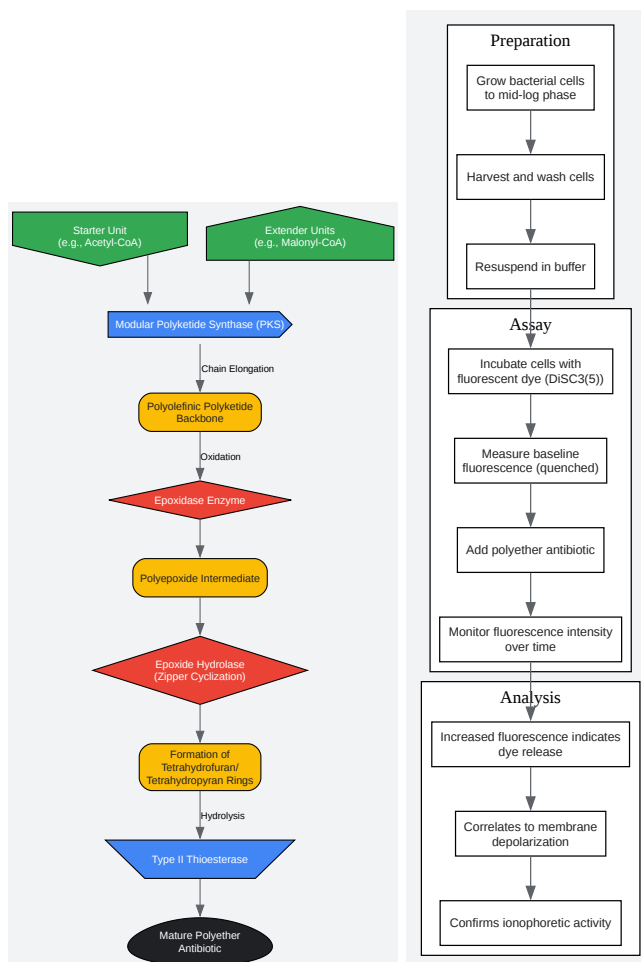 Starter Unit
(e.g., Acetyl-CoA)
Extender Units
(e.g., Malonyl-CoA)
Modular Polyketide Synthase (PKS)
Chain Elongation
Polyolefinic Polyketide
Backbone
Oxidation
Epoxidase Enzyme
Polyepoxide Intermediate
Epoxide Hydrolase
(Zipper Cyclization)
Formation of
Tetrahydrofuran/
Tetrahydropyran Rings
Hydrolysis
Type II Thioesterase
Mature Polyether
Antibiotic
Preparation
Grow bacterial cells
to mid-log phase
Harvest and wash cells
Resuspend in buffer
Assay
Incubate cells with
fluorescent dye (DiSC3(5))
Measure baseline
fluorescence (quenched)
Add polyether antibiotic
Monitor fluorescence intensity
over time
Analysis
Increased fluorescence indicates
dye release
Correlates to membrane
depolarization
Confirms ionophoretic activity